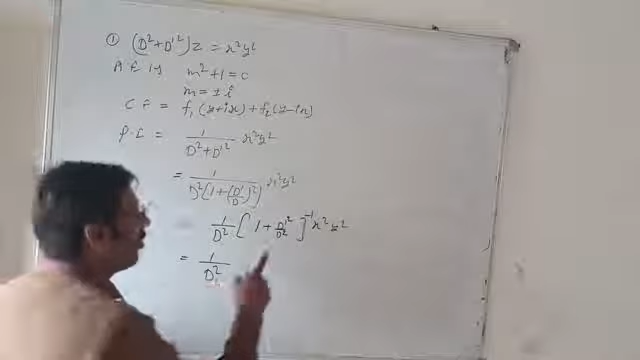 ① (D²+D'²)z = x²y²
A.E is m²+1=0
m = ±i
C.F = f₁(y+ix)+f₂(y-ix)
P.I = 1/(D²+D'²) x²y²
= 1/(D²[1+(D'/D)²]) x²y²
1/D² [1+D'²/D²]⁻¹ x²y²
= 1/D²